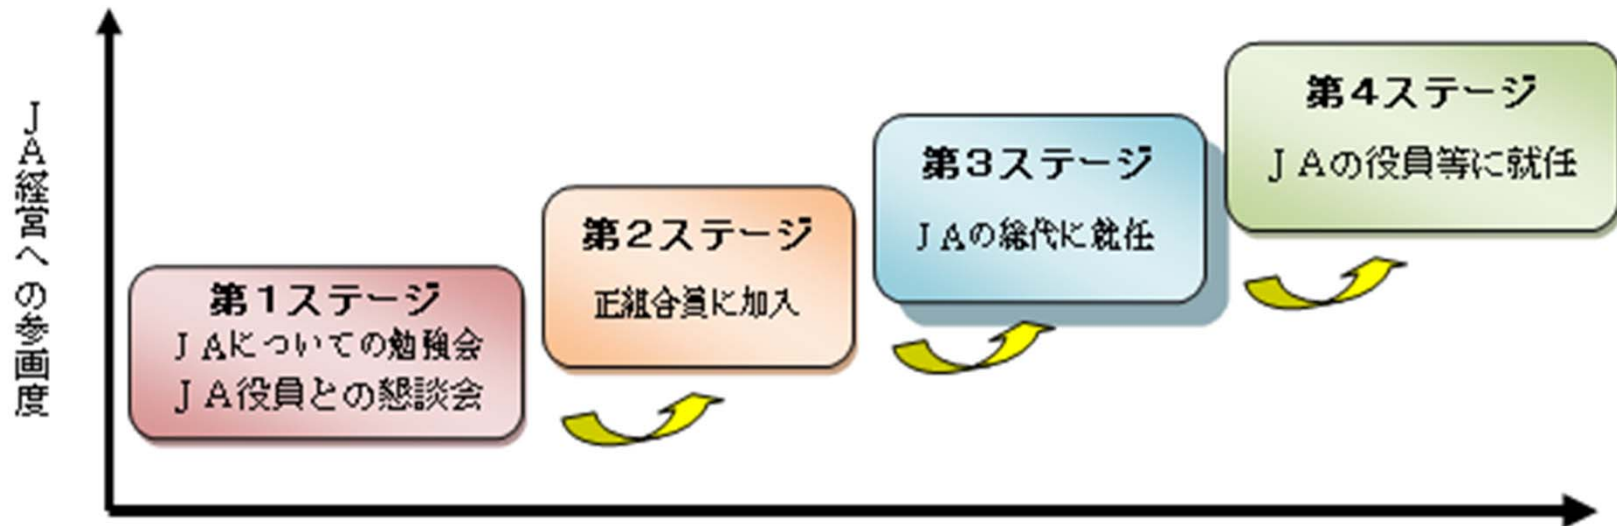 JA経営への参画度
第1ステージ
JAについての勉強会
JA役員との懇談会
第2ステージ
正組合員に加入
第3ステージ
JAの総代に就任
第4ステージ
JAの役員等に就任